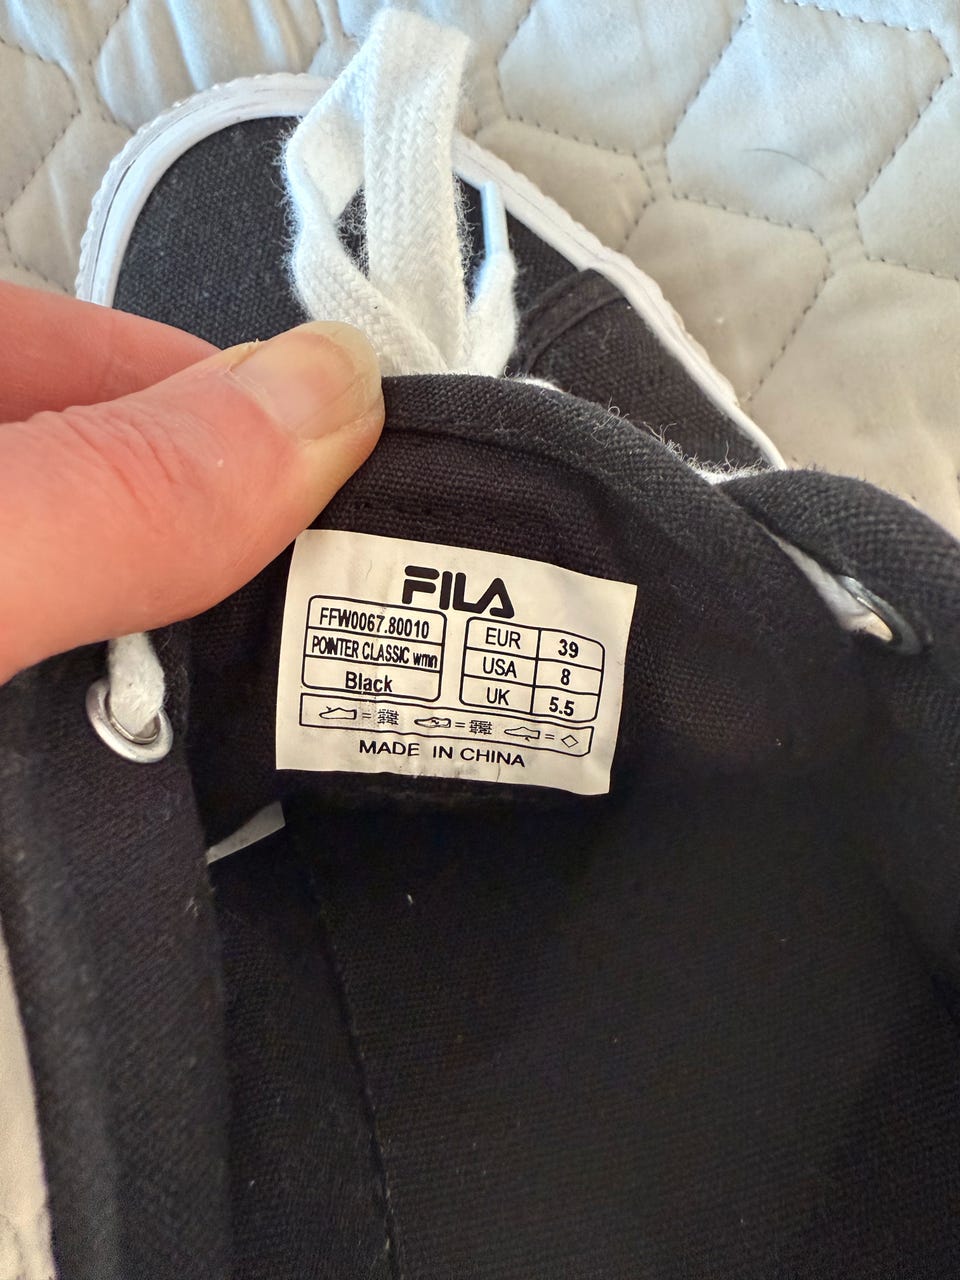 FILA
FFW0067.80010
POINTER CLASSIC wmn
Black
EUR 39
USA 8
UK 5.5
= = =
MADE IN CHINA